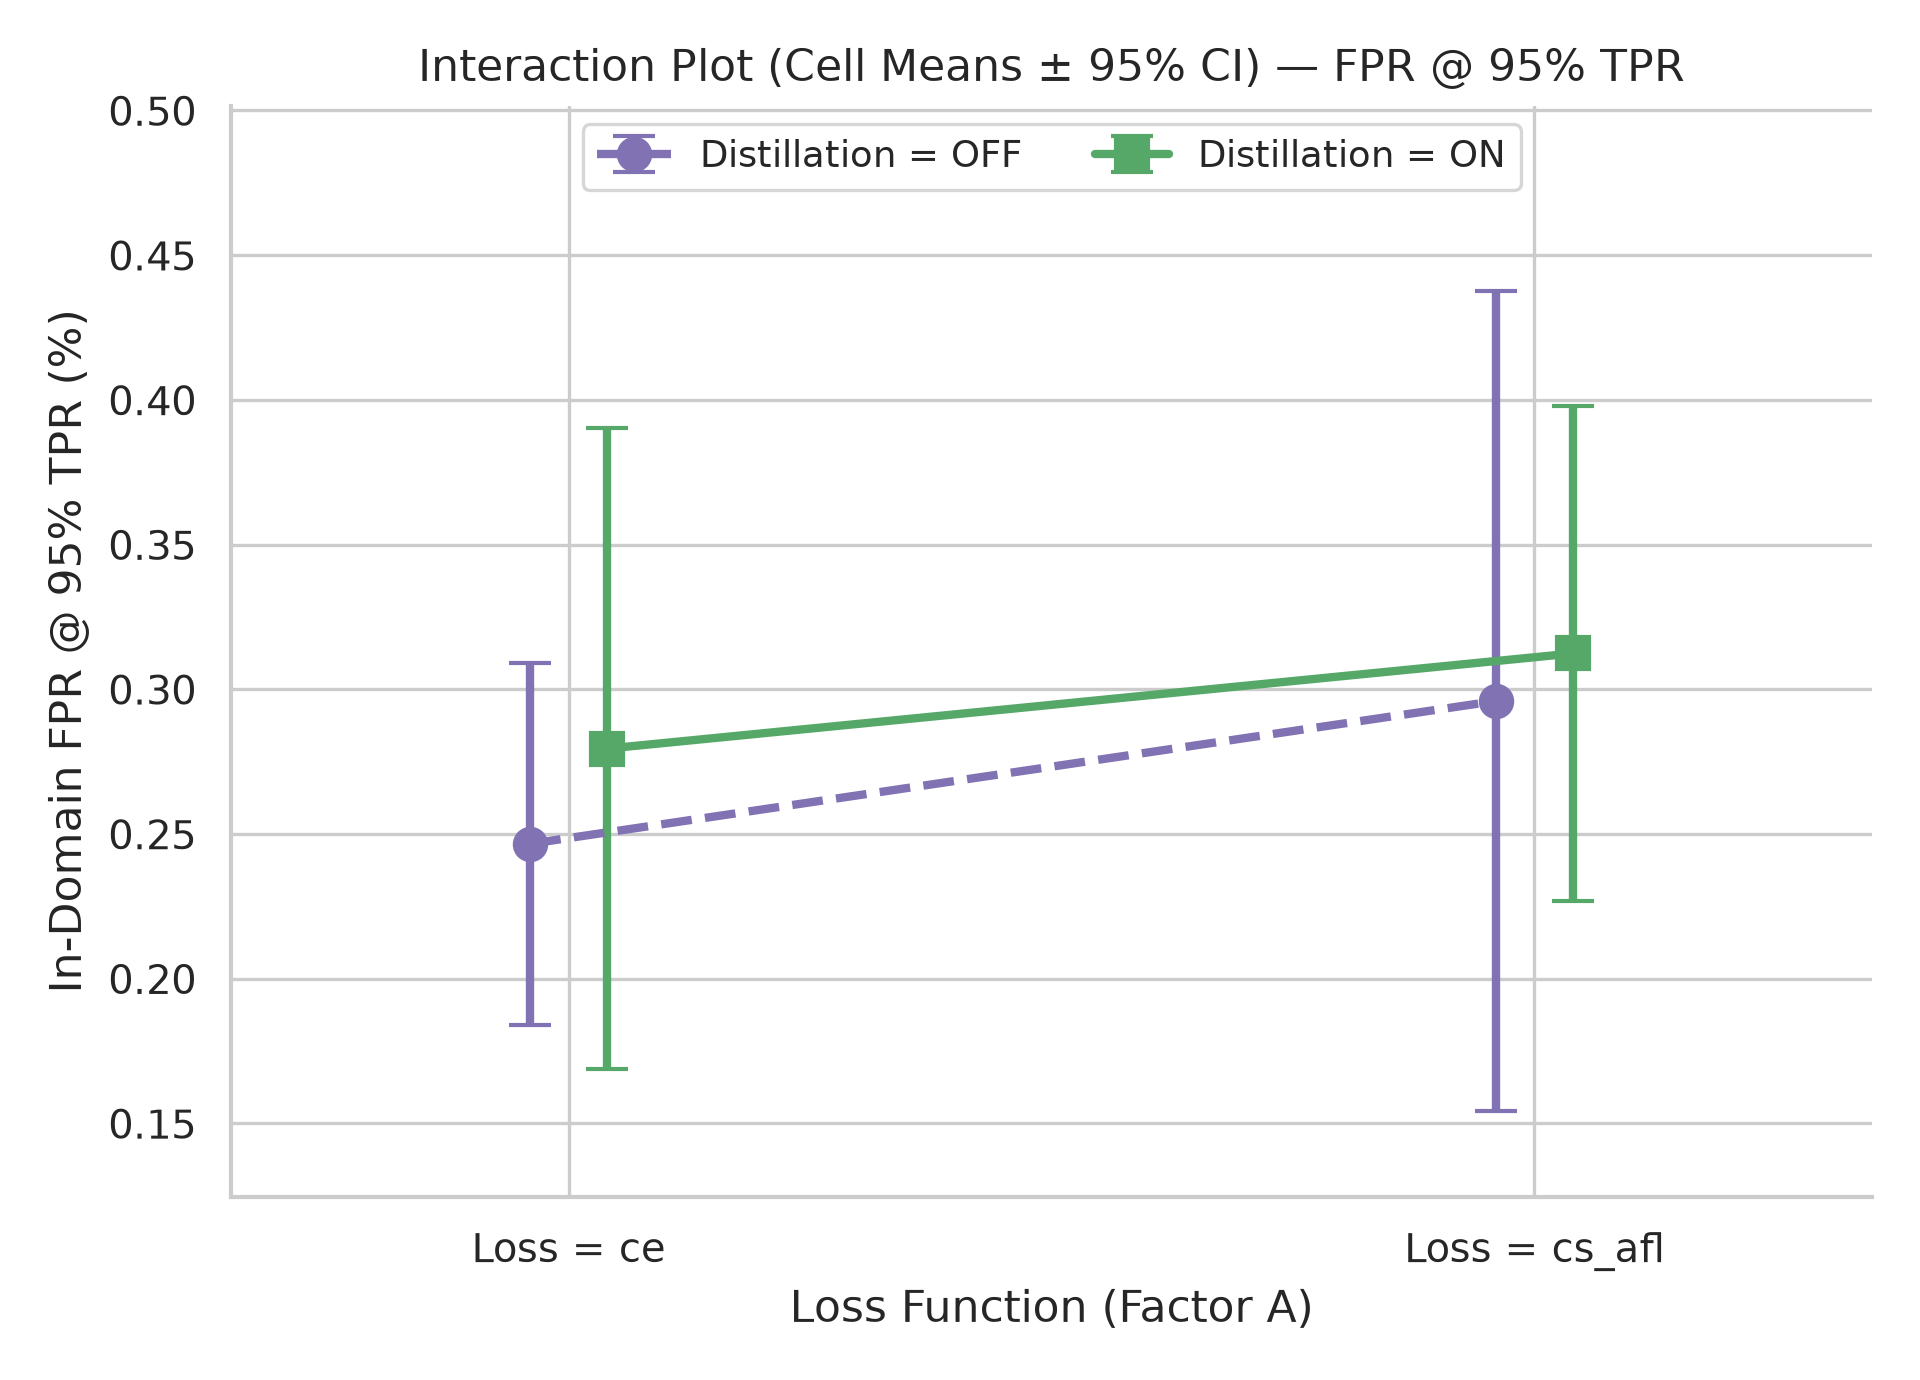 Interaction Plot (Cell Means ± 95% CI) — FPR @ 95% TPR
Distillation = OFF
Distillation = ON
In-Domain FPR @ 95% TPR (%)
0.50
0.45
0.40
0.35
0.30
0.25
0.20
0.15
Loss = ce
Loss = cs_afl
Loss Function (Factor A)